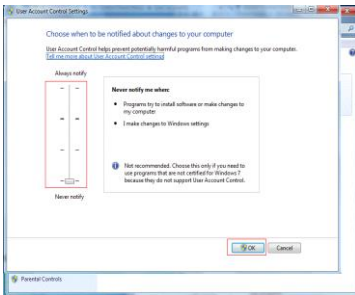 User Account Control Settings
Choose when to be notified about changes to your computer
User Account Control helps prevent potentially harmful programs from making changes to your computer.
Tell me more about User Account Control settings
Always notify
Never notify me when:
Programs try to install software or make changes to
my computer
I make changes to Windows settings
Not recommended. Choose this only if you need to
use programs that are not certified for Windows 7
because they do not support User Account Control.
Never notify
OK
Cancel
Parental Controls